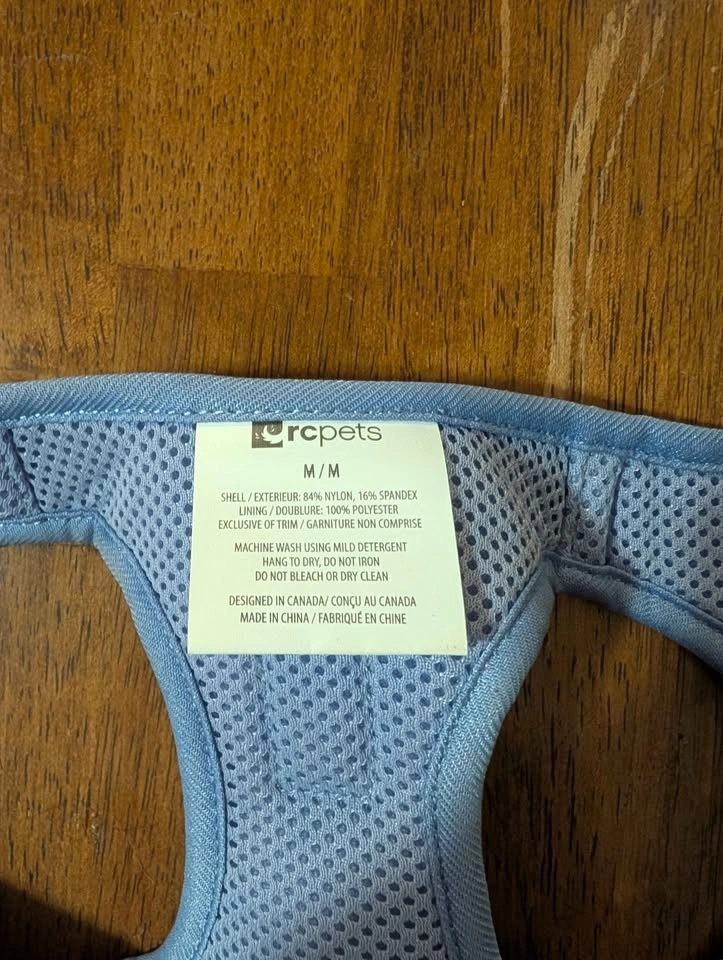 rcpets
M / M
SHELL / EXTERIEUR: 84% NYLON, 16% SPANDEX
LINING / DOUBLURE: 100% POLYESTER
EXCLUSIVE OF TRIM / GARNITURE NON COMPRISE
MACHINE WASH USING MILD DETERGENT
HANG TO DRY, DO NOT IRON
DO NOT BLEACH OR DRY CLEAN
DESIGNED IN CANADA/ CONÇU AU CANADA
MADE IN CHINA / FABRIQUÉ EN CHINE